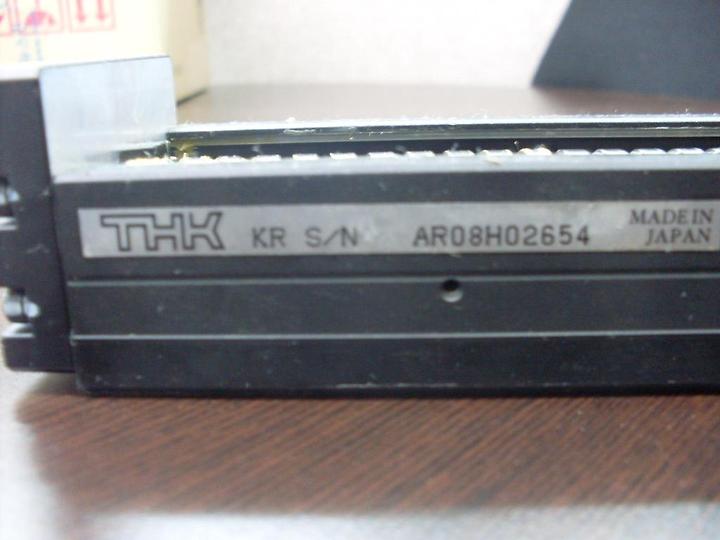 THK KR S/N AR08H02654 MADE IN
JAPAN